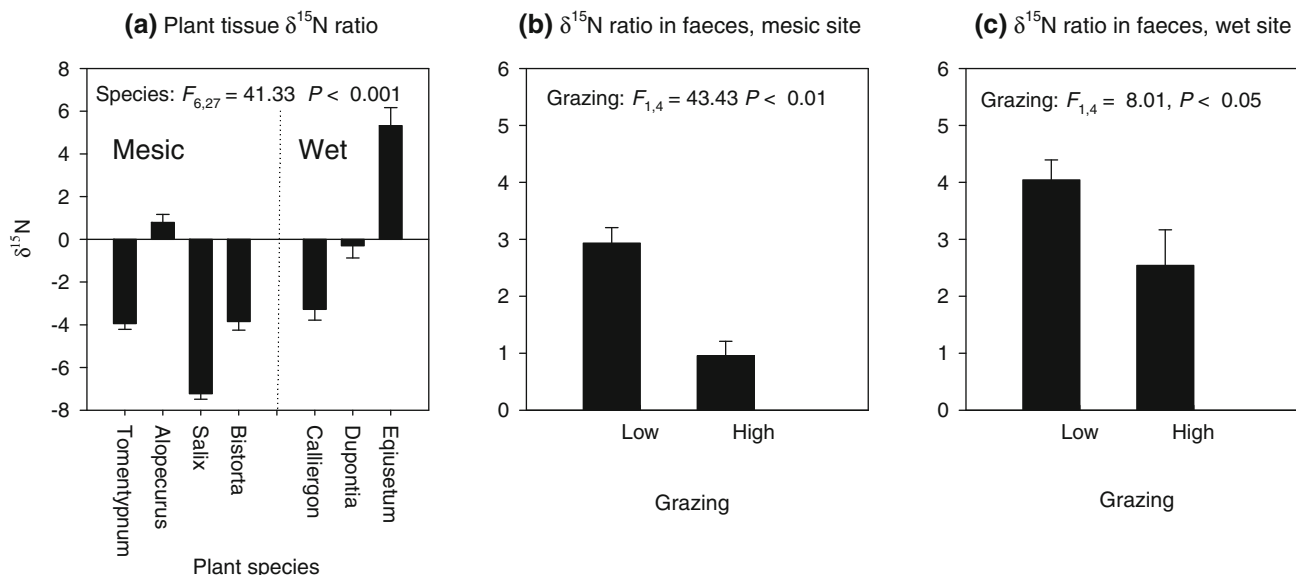 (a) Plant tissue δ¹⁵N ratio
8
6
4
2
0
-2
-4
-6
-8
δ¹⁵N
Species: F₆,₂₇ = 41.33 P < 0.001
Mesic
Wet
Tomentypnum
Alopecurus
Salix
Bistorta
Calliergon
Dupontia
Eqiusetum
Plant species
(b) δ¹⁵N ratio in faeces, mesic site
6
5
4
3
2
1
0
Grazing: F₁,₄ = 43.43 P < 0.01
Low
High
Grazing
(c) δ¹⁵N ratio in faeces, wet site
6
5
4
3
2
1
0
Grazing: F₁,₄ = 8.01, P < 0.05
Low
High
Grazing